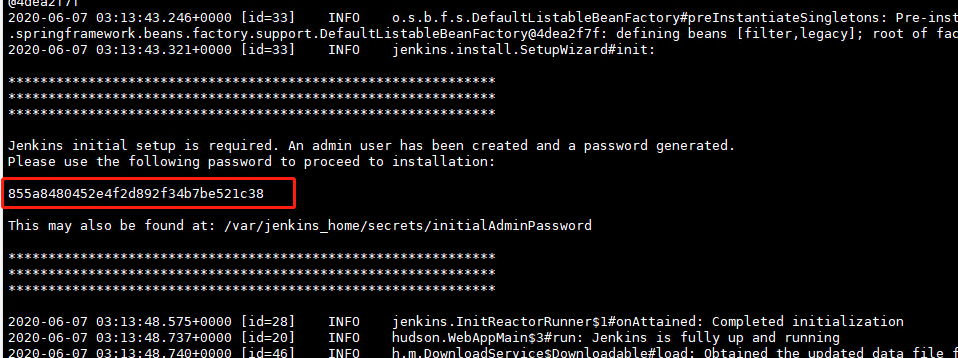 @4dea2f7f
2020-06-07 03:13:43.246+0000 [id=33] INFO o.s.b.f.s.DefaultListableBeanFactory#preInstantiateSingletons: Pre-inst
.springframework.beans.factory.support.DefaultListableBeanFactory@4dea2f7f: defining beans [filter,legacy]; root of fac
2020-06-07 03:13:43.321+0000 [id=33] INFO jenkins.install.SetupWizard#init:
*************************************************************
*************************************************************
*************************************************************
Jenkins initial setup is required. An admin user has been created and a password generated.
Please use the following password to proceed to installation:
855a8480452e4f2d892f34b7be521c38
This may also be found at: /var/jenkins_home/secrets/initialAdminPassword
*************************************************************
*************************************************************
*************************************************************
2020-06-07 03:13:48.575+0000 [id=28] INFO jenkins.InitReactorRunner$1#onAttained: Completed initialization
2020-06-07 03:13:48.737+0000 [id=20] INFO hudson.WebAppMain$3#run: Jenkins is fully up and running
2020-06-07 03:13:48.740+0000 [id=46] INFO h.m.DownloadService$Downloadable#load: Obtained the updated data file f